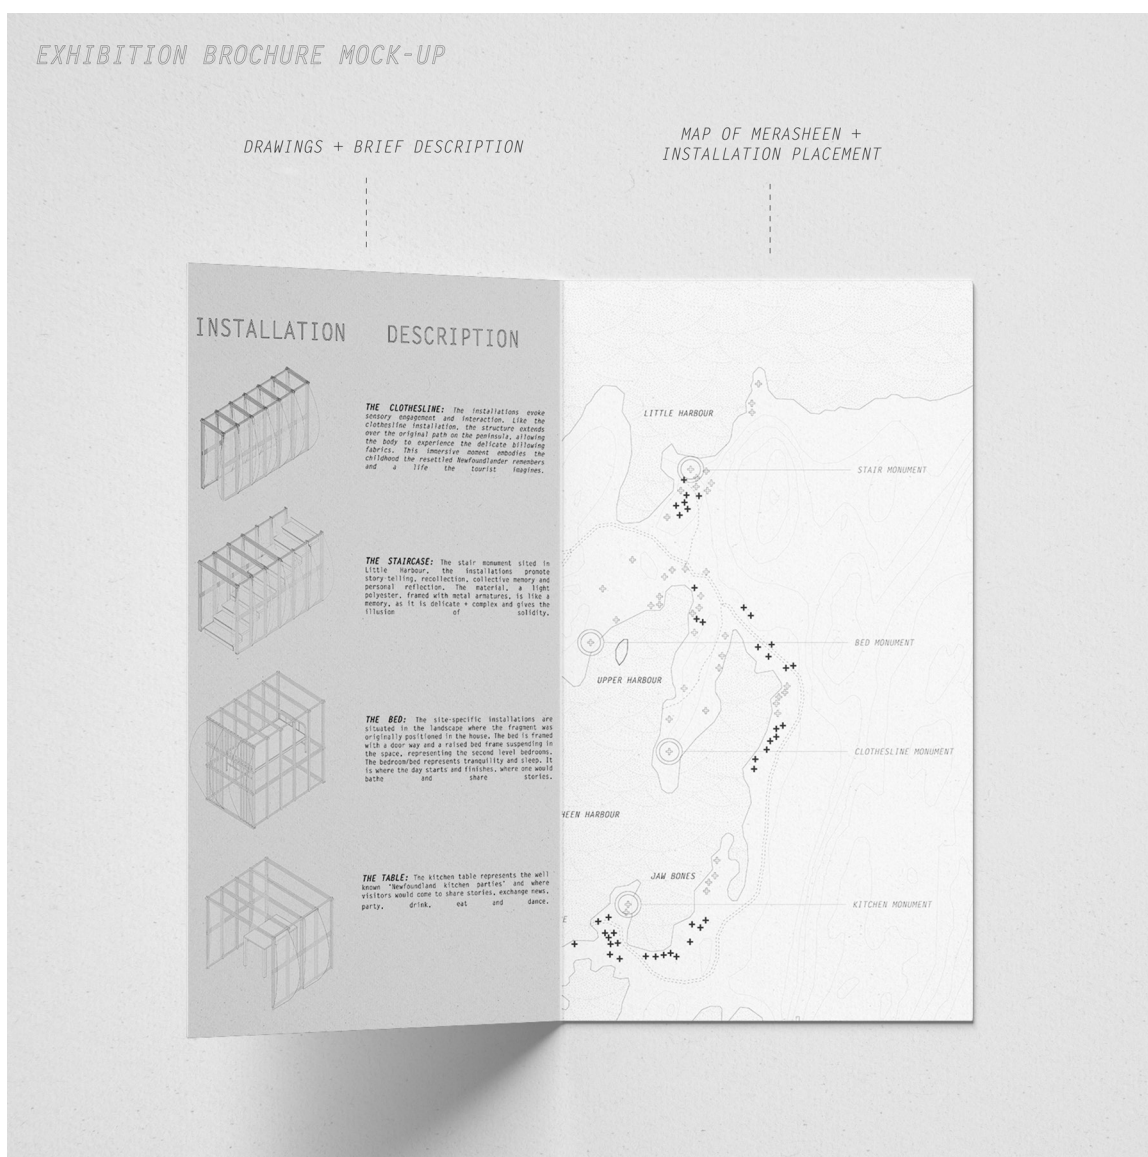 EXHIBITION BROCHURE MOCK-UP
DRAWINGS + BRIEF DESCRIPTION
MAP OF MERASHEEN +
INSTALLATION PLACEMENT
INSTALLATION DESCRIPTION
THE CLOTHESLINE: The installations evoke
sensory engagement and interaction. Like the
clothesline installation, the structure extends
over the original path on the peninsula, allowing
the body to experience the delicate billowing
fabrics. This immersive moment embodies the
childhood the resettled Newfoundlander remembers
and a life the tourist imagines.
THE STAIRCASE: The stair monument sited in
Little Harbour, the installations promote
story-telling, recollection, collective memory and
personal reflection. The material, a light
polyester, framed with metal armatures, is like a
memory, as it is delicate + complex and gives the
illusion of solidity.
THE BED: The site-specific installations are
situated in the landscape where the fragment was
originally positioned in the house. The bed is framed
with a door way and a raised bed frame suspending in
the space, representing the second level bedrooms.
The bedroom/bed represents tranquility and sleep. It
is where the day starts and finishes, where one would
bathe and share stories.
THE TABLE: The kitchen table represents the well
known 'Newfoundland kitchen parties' and where
visitors would come to share stories, exchange news,
party, drink, eat and dance.
LITTLE HARBOUR
STAIR MONUMENT
BED MONUMENT
UPPER HARBOUR
CLOTHESLINE MONUMENT
HEEN HARBOUR
JAW BONES
KITCHEN MONUMENT
E